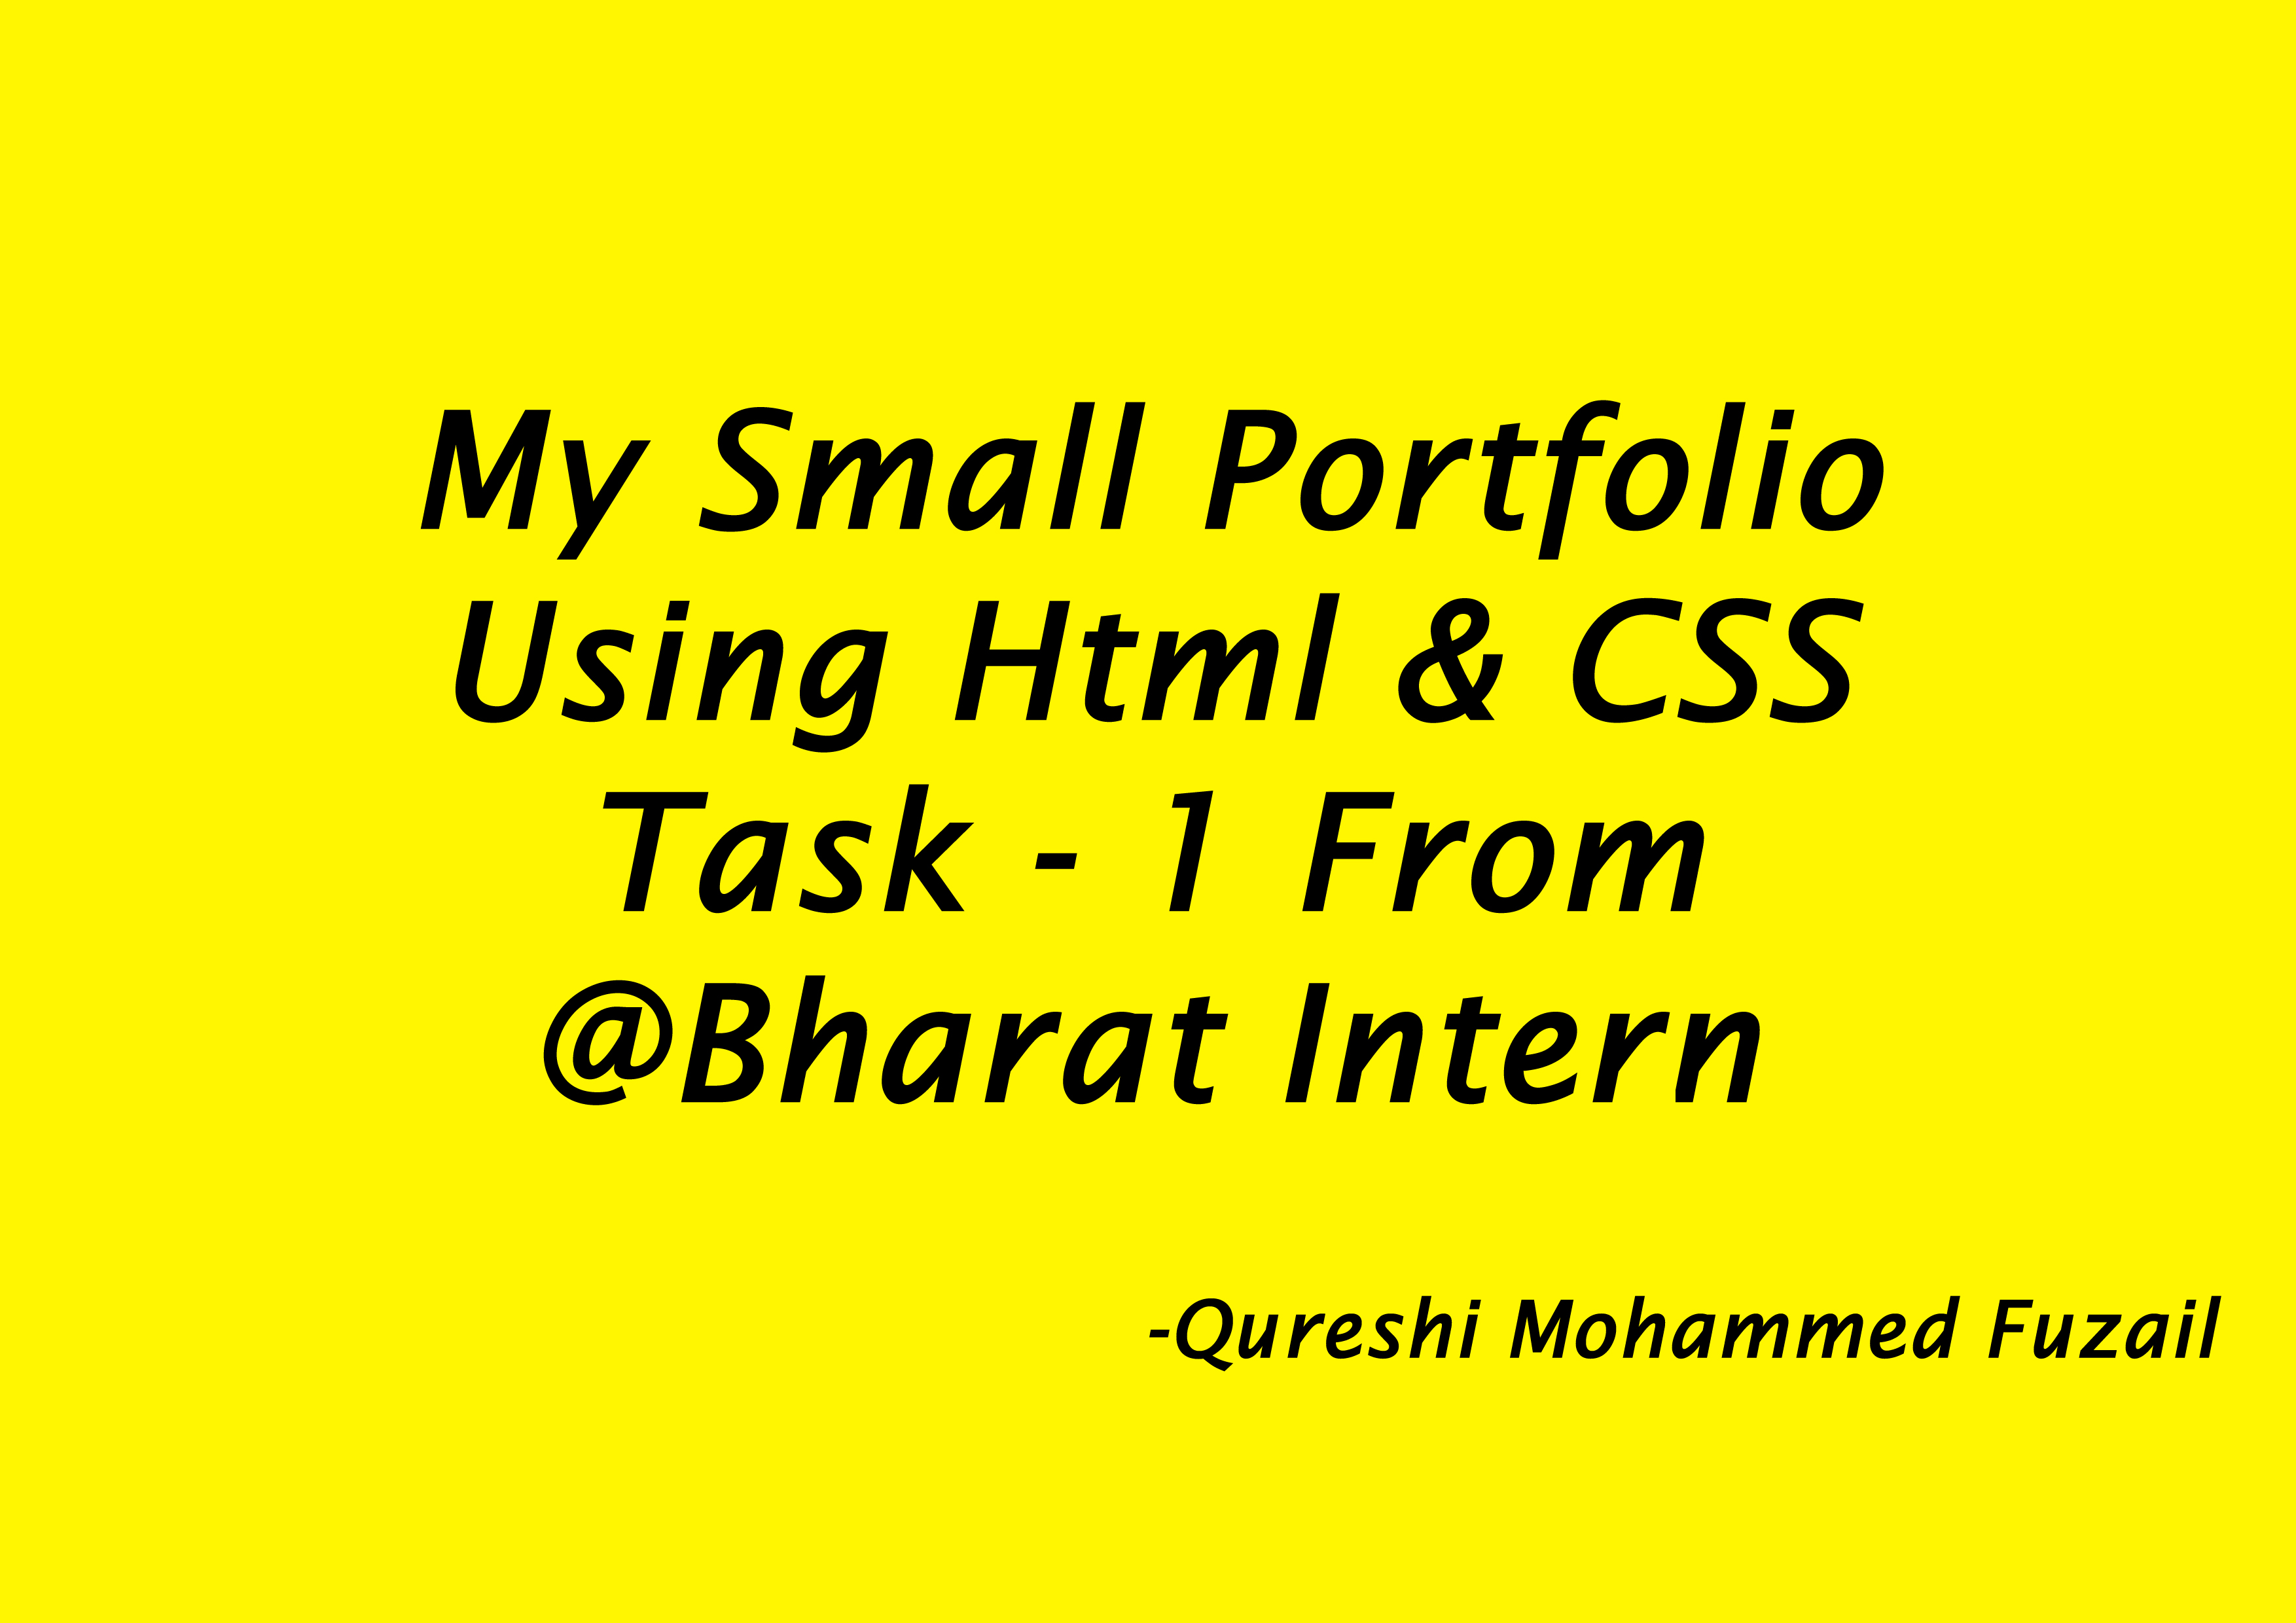 My Small Portfolio
Using Html & CSS
Task - 1 From
@Bharat Intern
-Qureshi Mohammed Fuzail